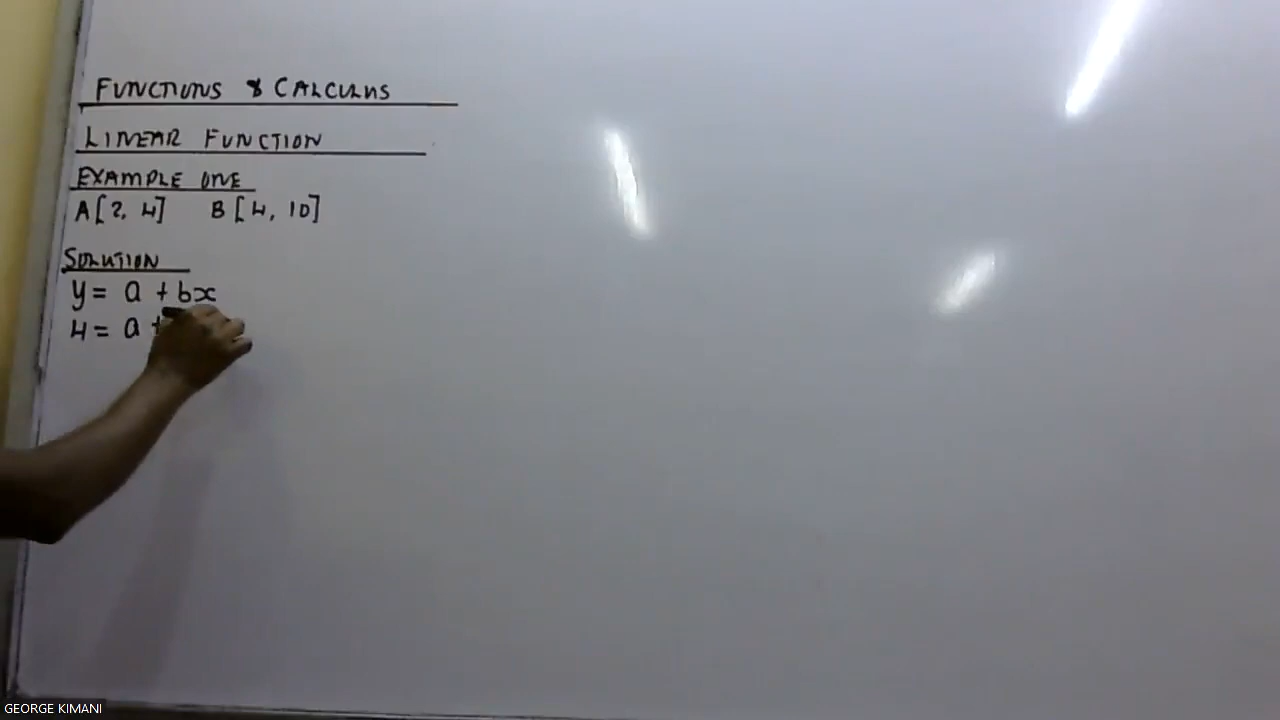 FUNCTIONS & CALCULUS
LINEAR FUNCTION
EXAMPLE ONE
A[2, 4] B[4, 10]
SOLUTION
y = a + bx
4 = a +
GEORGE KIMANI